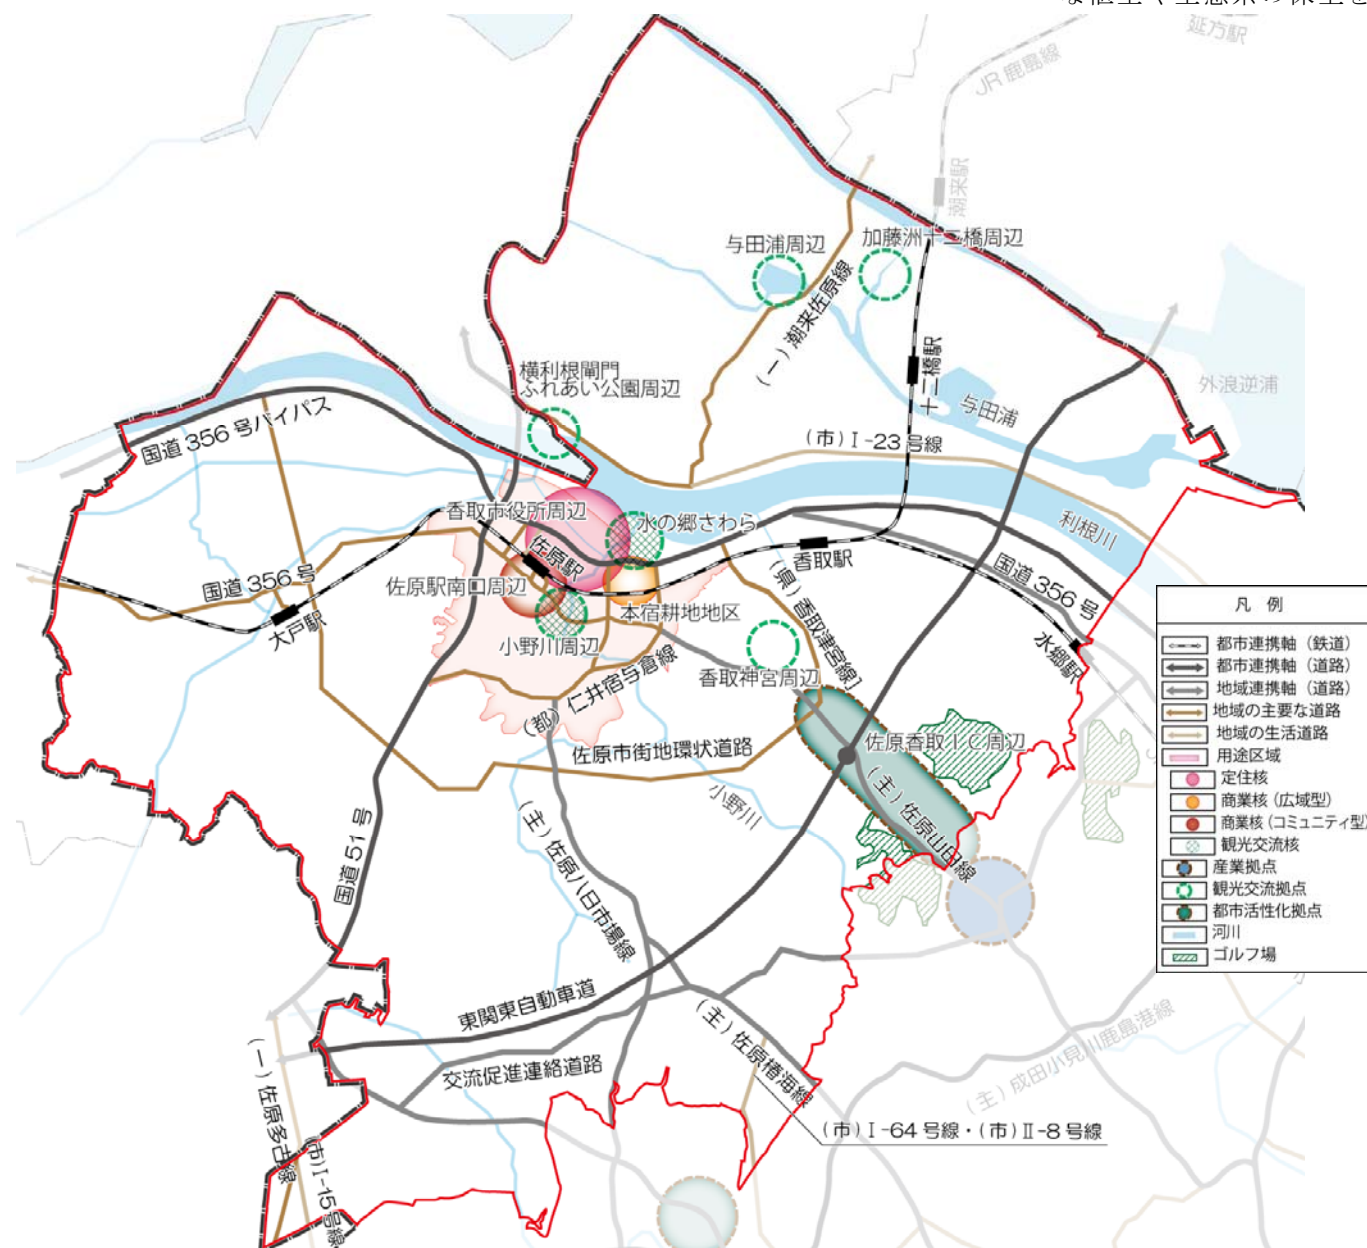 延方駅
JR鹿島線
潮来駅
与田浦周辺
加藤洲十二橋周辺
(一)潮来佐原線
横利根閘門
ふれあい公園周辺
十二橋駅
外浪逆浦
与田浦
国道356号バイパス
(市)Ⅰ-23号線
香取市役所周辺
水の郷さわら
利根川
佐原駅
香取駅
国道356号
国道356号
佐原駅南口周辺
(県)香取津宮線]
大戸駅
本宿耕地地区
水郷駅
小野川周辺
香取神宮周辺
(都)仁井宿与倉線
佐原香取IC周辺
佐原市街地環状道路
小野川
(主)佐原山田線
国道51号
(主)佐原八日市場線
東関東自動車道
(主)佐原椿海線
交流促進連絡道路
(主)成田小見川鹿島港線
(一)佐原多古線
(市)Ⅰ-15号線
(市)Ⅰ-64号線・(市)Ⅱ-8号線
凡 例
都市連携軸(鉄道)
都市連携軸(道路)
地域連携軸(道路)
地域の主要な道路
地域の生活道路
用途区域
定住核
商業核(広域型)
商業核(コミュニティ型)
観光交流核
産業拠点
観光交流拠点
都市活性化拠点
河川
ゴルフ場